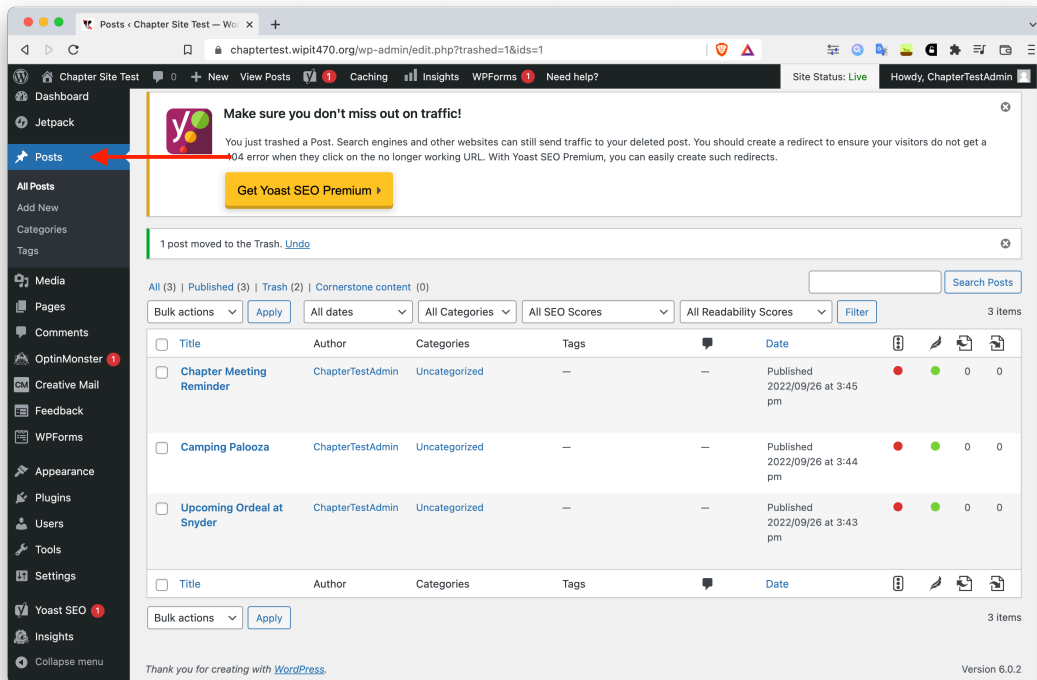 Posts ‹ Chapter Site Test — Wo
chaptertest.wipit470.org/wp-admin/edit.php?trashed=1&ids=1
Chapter Site Test 0 New View Posts 1 Caching Insights WPForms 1 Need help? Site Status: Live Howdy, ChapterTestAdmin
Dashboard
Jetpack
Posts
All Posts
Add New
Categories
Tags
Media
Pages
Comments
OptinMonster 1
CM Creative Mail
Feedback
WPForms
Appearance
Plugins
Users
Tools
Settings
Yoast SEO 1
Insights
Collapse menu
Make sure you don't miss out on traffic!
You just trashed a Post. Search engines and other websites can still send traffic to your deleted post. You should create a redirect to ensure your visitors do not get a
404 error when they click on the no longer working URL. With Yoast SEO Premium, you can easily create such redirects.
Get Yoast SEO Premium
1 post moved to the Trash. Undo
All (3) | Published (3) | Trash (2) | Cornerstone content (0)
Search Posts
Bulk actions Apply All dates All Categories All SEO Scores All Readability Scores Filter 3 items
Title Author Categories Tags Date
Chapter Meeting Reminder ChapterTestAdmin Uncategorized — — Published 2022/09/26 at 3:45 pm 0 0
Camping Palooza ChapterTestAdmin Uncategorized — — Published 2022/09/26 at 3:44 pm 0 0
Upcoming Ordeal at Snyder ChapterTestAdmin Uncategorized — — Published 2022/09/26 at 3:43 pm 0 0
Title Author Categories Tags Date
Bulk actions Apply 3 items
Thank you for creating with WordPress. Version 6.0.2